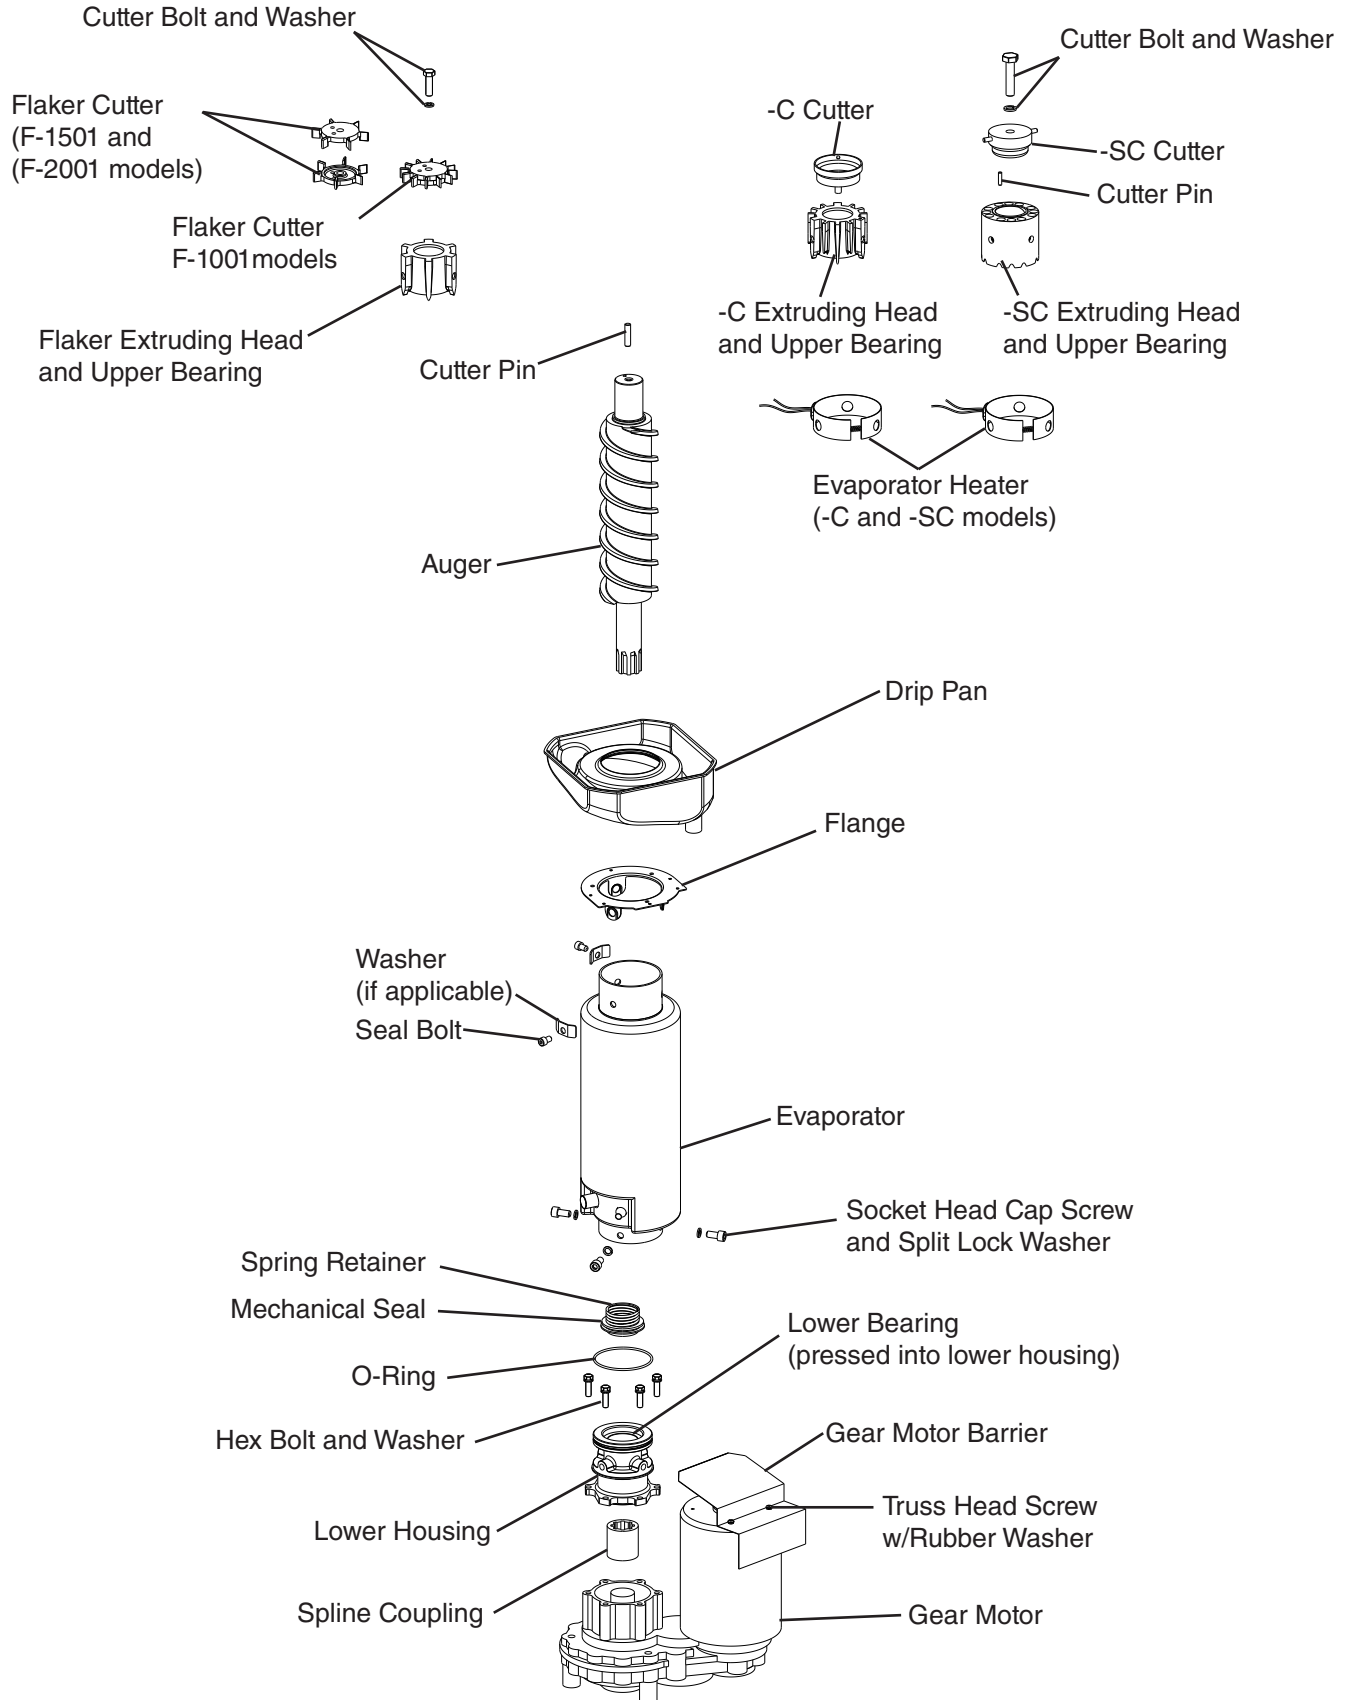 Cutter Bolt and Washer
Cutter Bolt and Washer
Flaker Cutter
(F-1501 and
(F-2001 models)
-C Cutter
-SC Cutter
Cutter Pin
Flaker Cutter
F-1001models
-C Extruding Head
and Upper Bearing
-SC Extruding Head
and Upper Bearing
Flaker Extruding Head
and Upper Bearing
Cutter Pin
Evaporator Heater
(-C and -SC models)
Auger
Drip Pan
Flange
Washer
(if applicable)
Seal Bolt
Evaporator
Socket Head Cap Screw
and Split Lock Washer
Spring Retainer
Mechanical Seal
Lower Bearing
(pressed into lower housing)
O-Ring
Hex Bolt and Washer
Gear Motor Barrier
Truss Head Screw
w/Rubber Washer
Lower Housing
Spline Coupling
Gear Motor